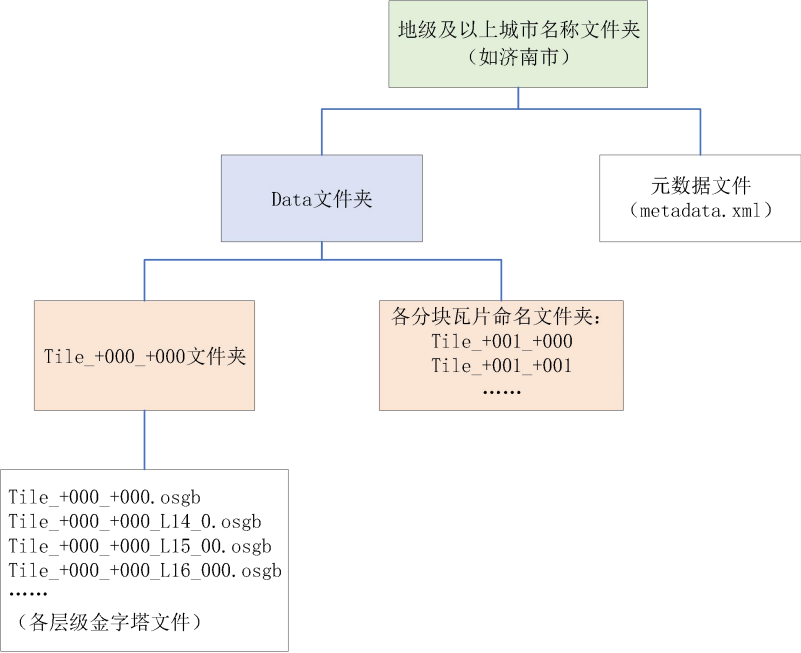 地级及以上城市名称文件夹
（如济南市）
Data文件夹
元数据文件
（metadata.xml）
Tile_+000_+000文件夹
各分块瓦片命名文件夹：
Tile_+001_+000
Tile_+001_+001
……
Tile_+000_+000.osgb
Tile_+000_+000_L14_0.osgb
Tile_+000_+000_L15_00.osgb
Tile_+000_+000_L16_000.osgb
……
（各层级金字塔文件）